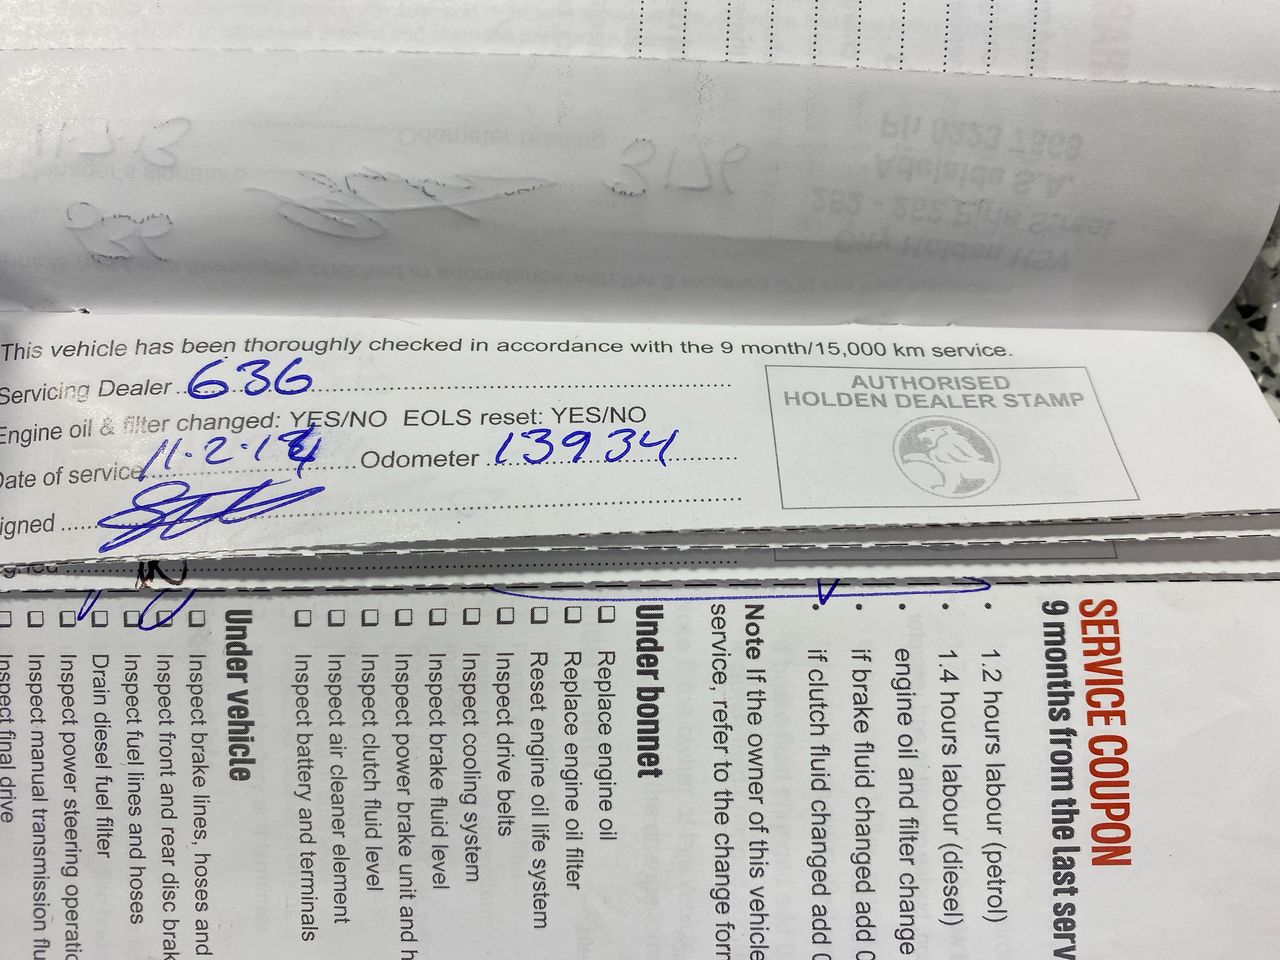 This vehicle has been thoroughly checked in accordance with the 9 month/15,000 km service.
Servicing Dealer 636
Engine oil & filter changed: YES/NO EOLS reset: YES/NO
Date of service 11.2.14 Odometer 13934
igned
AUTHORISED
HOLDEN DEALER STAMP
SERVICE COUPON
9 months from the last serv
• 1.2 hours labour (petrol)
• 1.4 hours labour (diesel)
• engine oil and filter change
• if brake fluid changed add 0
• if clutch fluid changed add 0
Note If the owner of this vehicle
service, refer to the change form
Under bonnet
❑ Replace engine oil
❑ Replace engine oil filter
❑ Reset engine oil life system
❑ Inspect drive belts
❑ Inspect cooling system
❑ Inspect brake fluid level
❑ Inspect power brake unit and h
❑ Inspect clutch fluid level
❑ Inspect air cleaner element
❑ Inspect battery and terminals
Under vehicle
❑ Inspect brake lines, hoses and
❑ Inspect front and rear disc brak
❑ Inspect fuel lines and hoses
❑ Drain diesel fuel filter
❑ Inspect power steering operatio
❑ Inspect manual transmission flu
❑ Inspect final drive